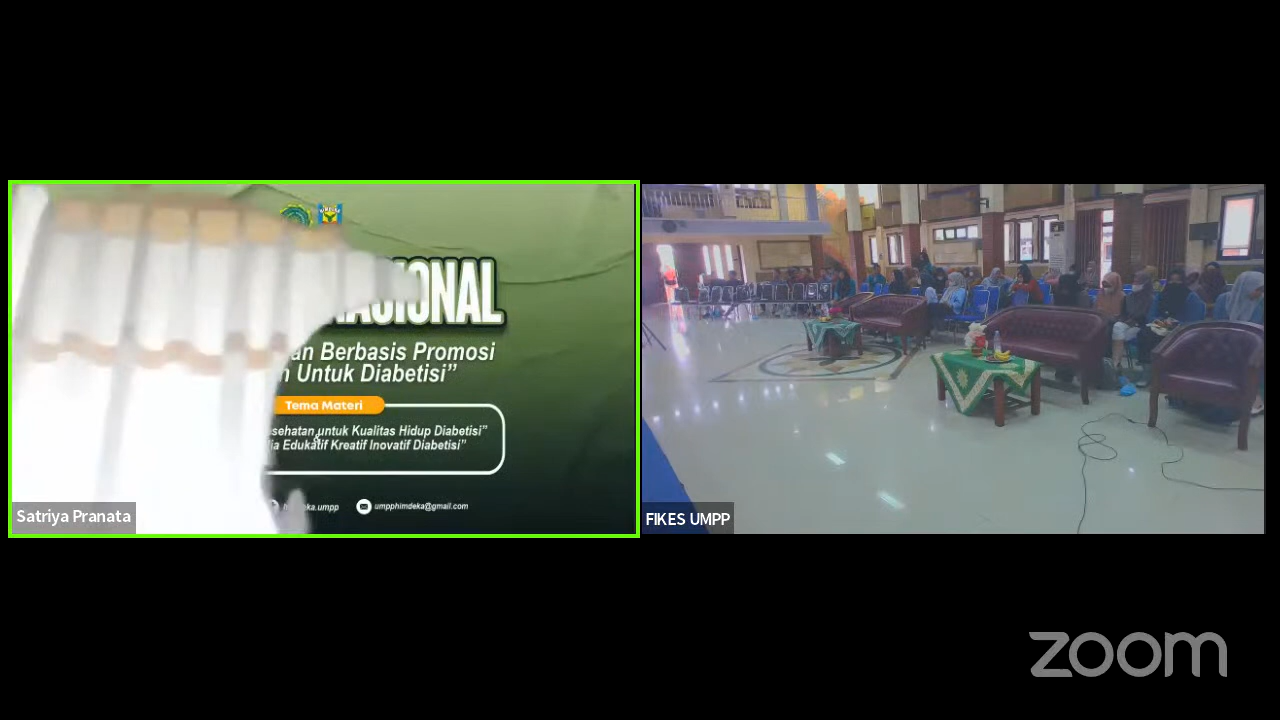 NASIONAL
an Berbasis Promosi
n Untuk Diabetisi”
Tema Materi
sehatan untuk Kualitas Hidup Diabetisi”
ia Edukatif Kreatif Inovatif Diabetisi”
umpphimdeka@gmail.com
Satriya Pranata
FIKES UMPP
zoom